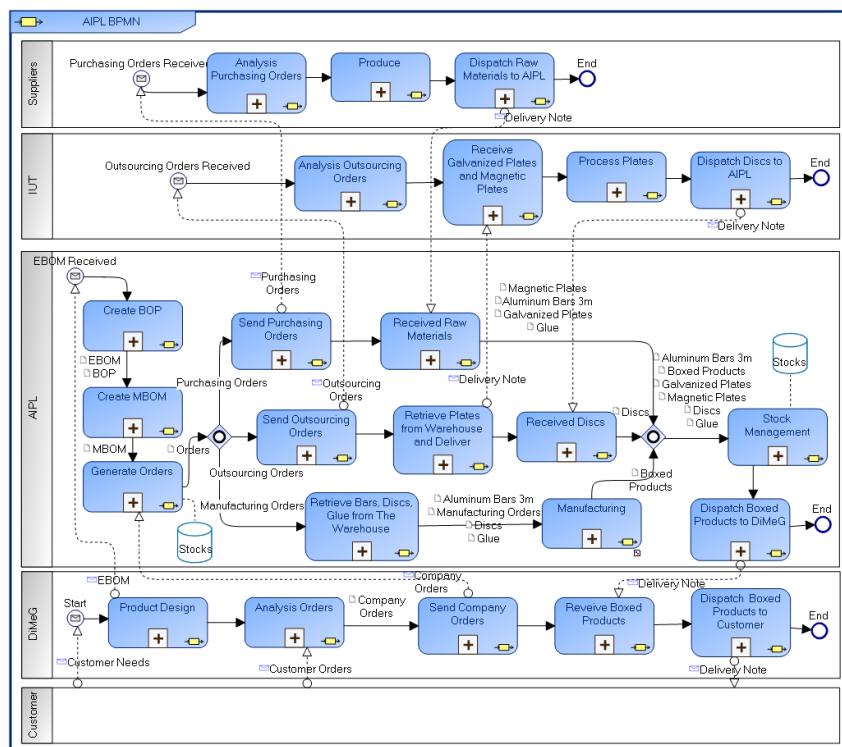 AIPL BPMN
Suppliers
Purchasing Orders Received
Analysis
Purchasing Orders
Produce
Dispatch Raw
Materials to AIPL
End
Delivery Note
IUT
Outsourcing Orders Received
Analysis Outsourcing
Orders
Receive
Galvanized Plates
and Magnetic
Plates
Process Plates
Dispatch Discs to
AIPL
End
Delivery Note
AIPL
EBOM Received
Create BOP
EBOM
BOP
Create MBOM
MBOM
Generate Orders
Orders
Stocks
Purchasing
Orders
Send Purchasing
Orders
Received Raw
Materials
Magnetic Plates
Aluminum Bars 3m
Galvanized Plates
Glue
Purchasing Orders
Outsourcing
Orders
Delivery Note
Send Outsourcing
Orders
Retrieve Plates
from Warehouse
and Deliver
Received Discs
Discs
Outsourcing Orders
Manufacturing Orders
Retrieve Bars, Discs,
Glue from The
Warehouse
Aluminum Bars 3m
Manufacturing Orders
Discs
Glue
Manufacturing
Boxed
Products
Stocks
Aluminum Bars 3m
Boxed Products
Galvanized Plates
Magnetic Plates
Discs
Glue
Stock
Management
Dispatch Boxed
Products to DiMeG
End
DiMeG
EBOM
Company
Orders
Delivery Note
Start
Product Design
Analysis Orders
Company
Orders
Send Company
Orders
Reveive Boxed
Products
Dispatch Boxed
Products to
Customer
End
Customer Needs
Customer Orders
Delivery Note
Customer